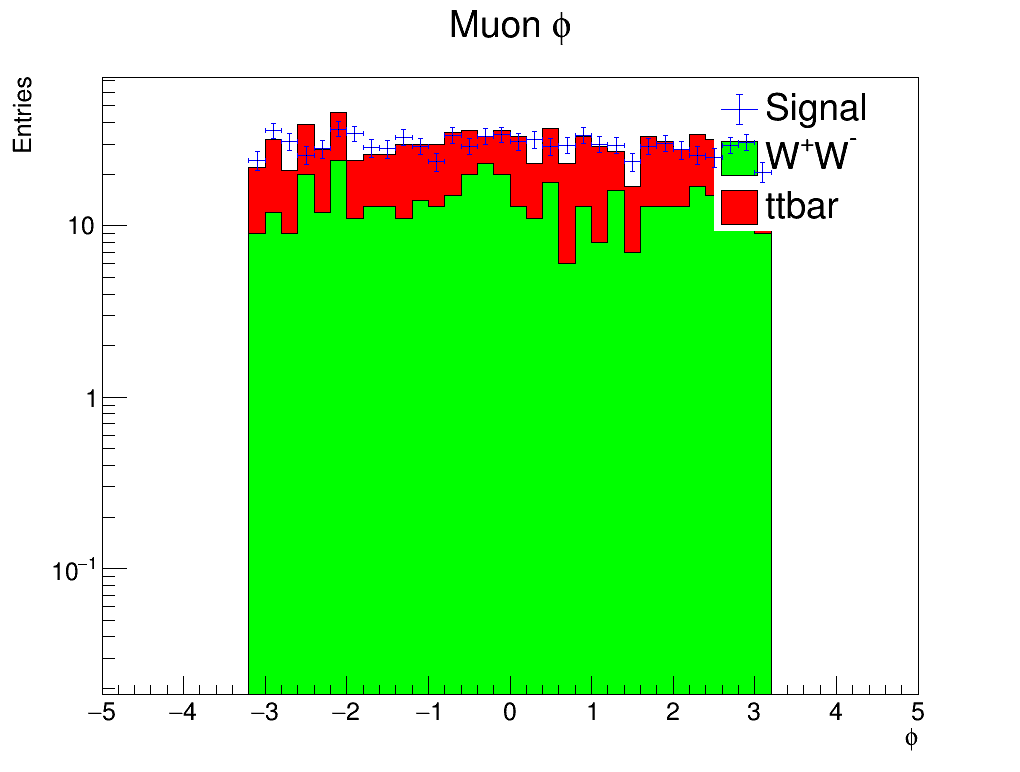 Muon ϕ
Entries
Signal
W⁺W⁻
ttbar
10
1
10⁻¹
−5 −4 −3 −2 −1 0 1 2 3 4 5
ϕ